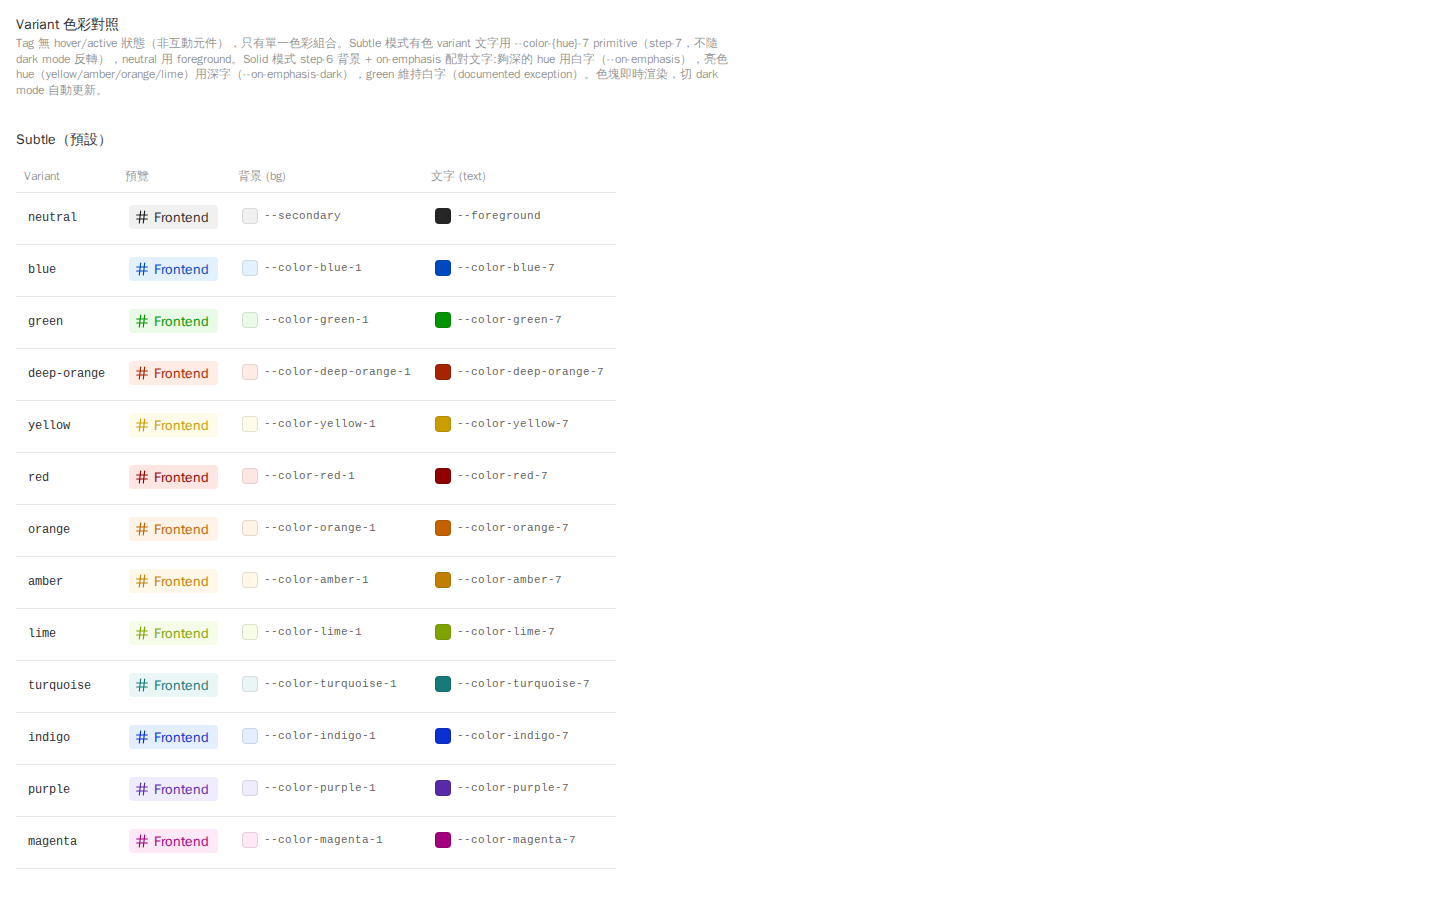 Variant 色彩對照
Tag 無 hover/active 狀態（非互動元件），只有單一色彩組合。Subtle 模式有色 variant 文字用 --color-{hue}-7 primitive（step-7，不隨
dark mode 反轉），neutral 用 foreground。Solid 模式 step-6 背景 + on-emphasis 配對文字:夠深的 hue 用白字（--on-emphasis），亮色
hue（yellow/amber/orange/lime）用深字（--on-emphasis-dark），green 維持白字（documented exception）。色塊即時渲染，切 dark
mode 自動更新。
Subtle（預設）
Variant 預覽 背景 (bg) 文字 (text)
neutral # Frontend --secondary --foreground
blue # Frontend --color-blue-1 --color-blue-7
green # Frontend --color-green-1 --color-green-7
deep-orange # Frontend --color-deep-orange-1 --color-deep-orange-7
yellow # Frontend --color-yellow-1 --color-yellow-7
red # Frontend --color-red-1 --color-red-7
orange # Frontend --color-orange-1 --color-orange-7
amber # Frontend --color-amber-1 --color-amber-7
lime # Frontend --color-lime-1 --color-lime-7
turquoise # Frontend --color-turquoise-1 --color-turquoise-7
indigo # Frontend --color-indigo-1 --color-indigo-7
purple # Frontend --color-purple-1 --color-purple-7
magenta # Frontend --color-magenta-1 --color-magenta-7